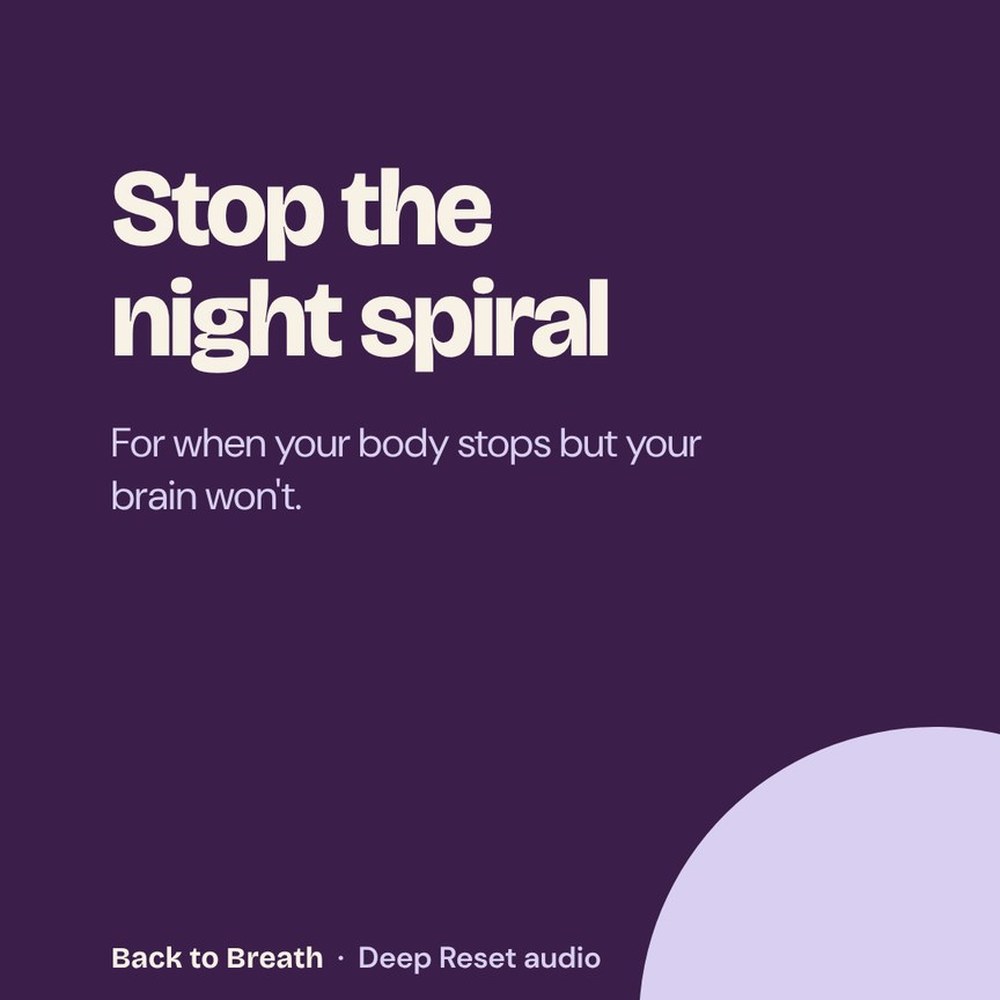 Stop the
night spiral
For when your body stops but your
brain won't.
Back to Breath · Deep Reset audio